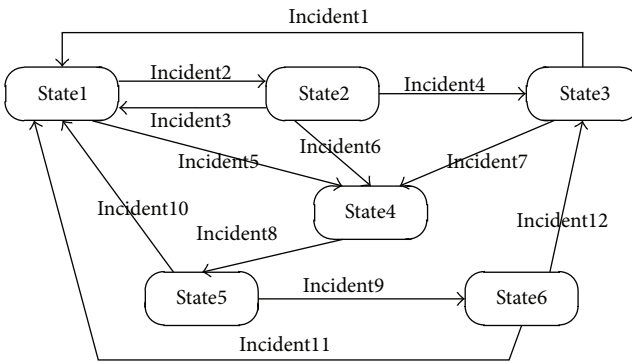 Incident1
Incident2
Incident4
State1
State2
State3
Incident3
Incident6
Incident5
Incident7
Incident10
State4
Incident12
Incident8
Incident9
State5
State6
Incident11